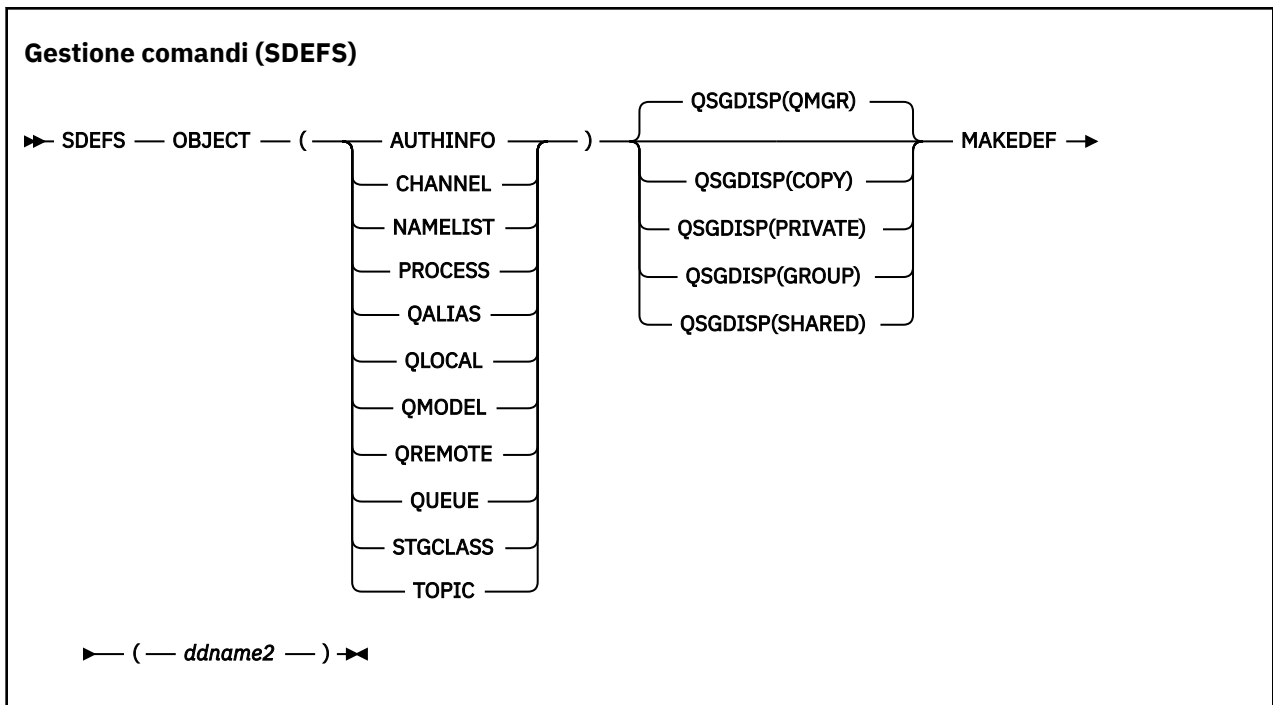 Gestione comandi (SDEFS)
QSGDISP(QMGR)
SDEFS OBJECT ( AUTHINFO ) MAKEDEF
CHANNEL QSGDISP(COPY)
NAMELIST QSGDISP(PRIVATE)
PROCESS QSGDISP(GROUP)
QALIAS QSGDISP(SHARED)
QLOCAL
QMODEL
QREMOTE
QUEUE
STGCLASS
TOPIC
( ddname2 )